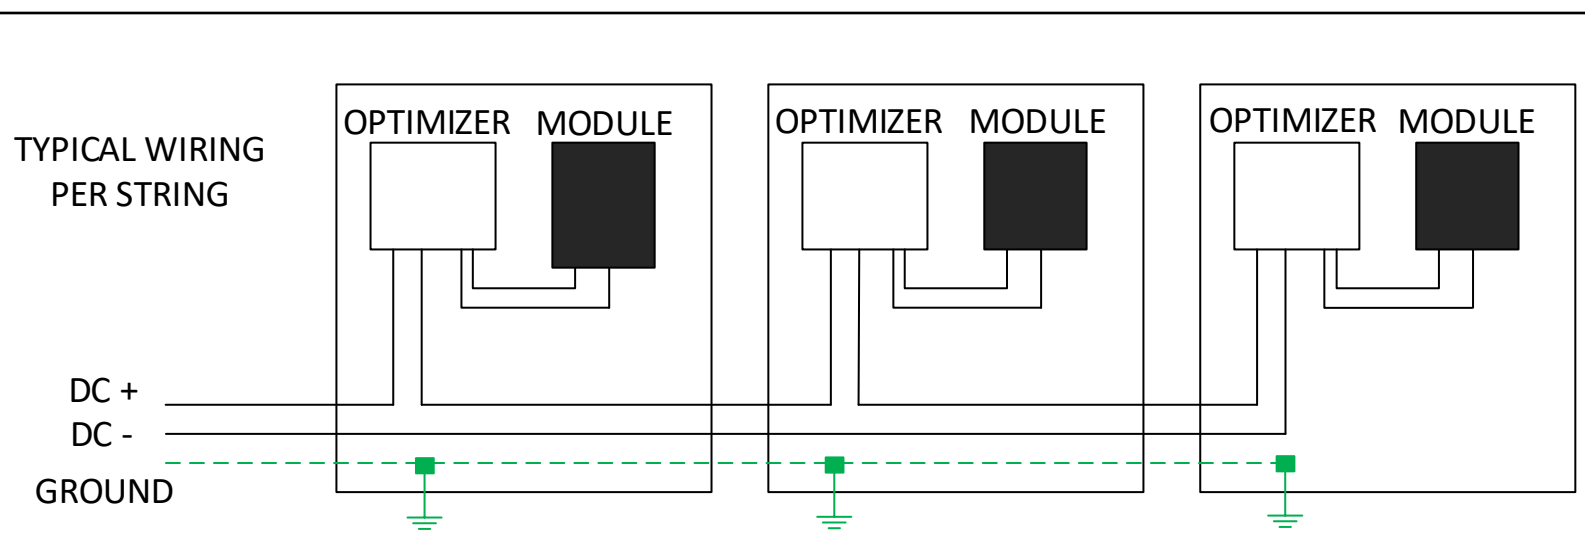 TYPICAL WIRING
PER STRING
OPTIMIZER MODULE
OPTIMIZER MODULE
OPTIMIZER MODULE
DC +
DC -
GROUND